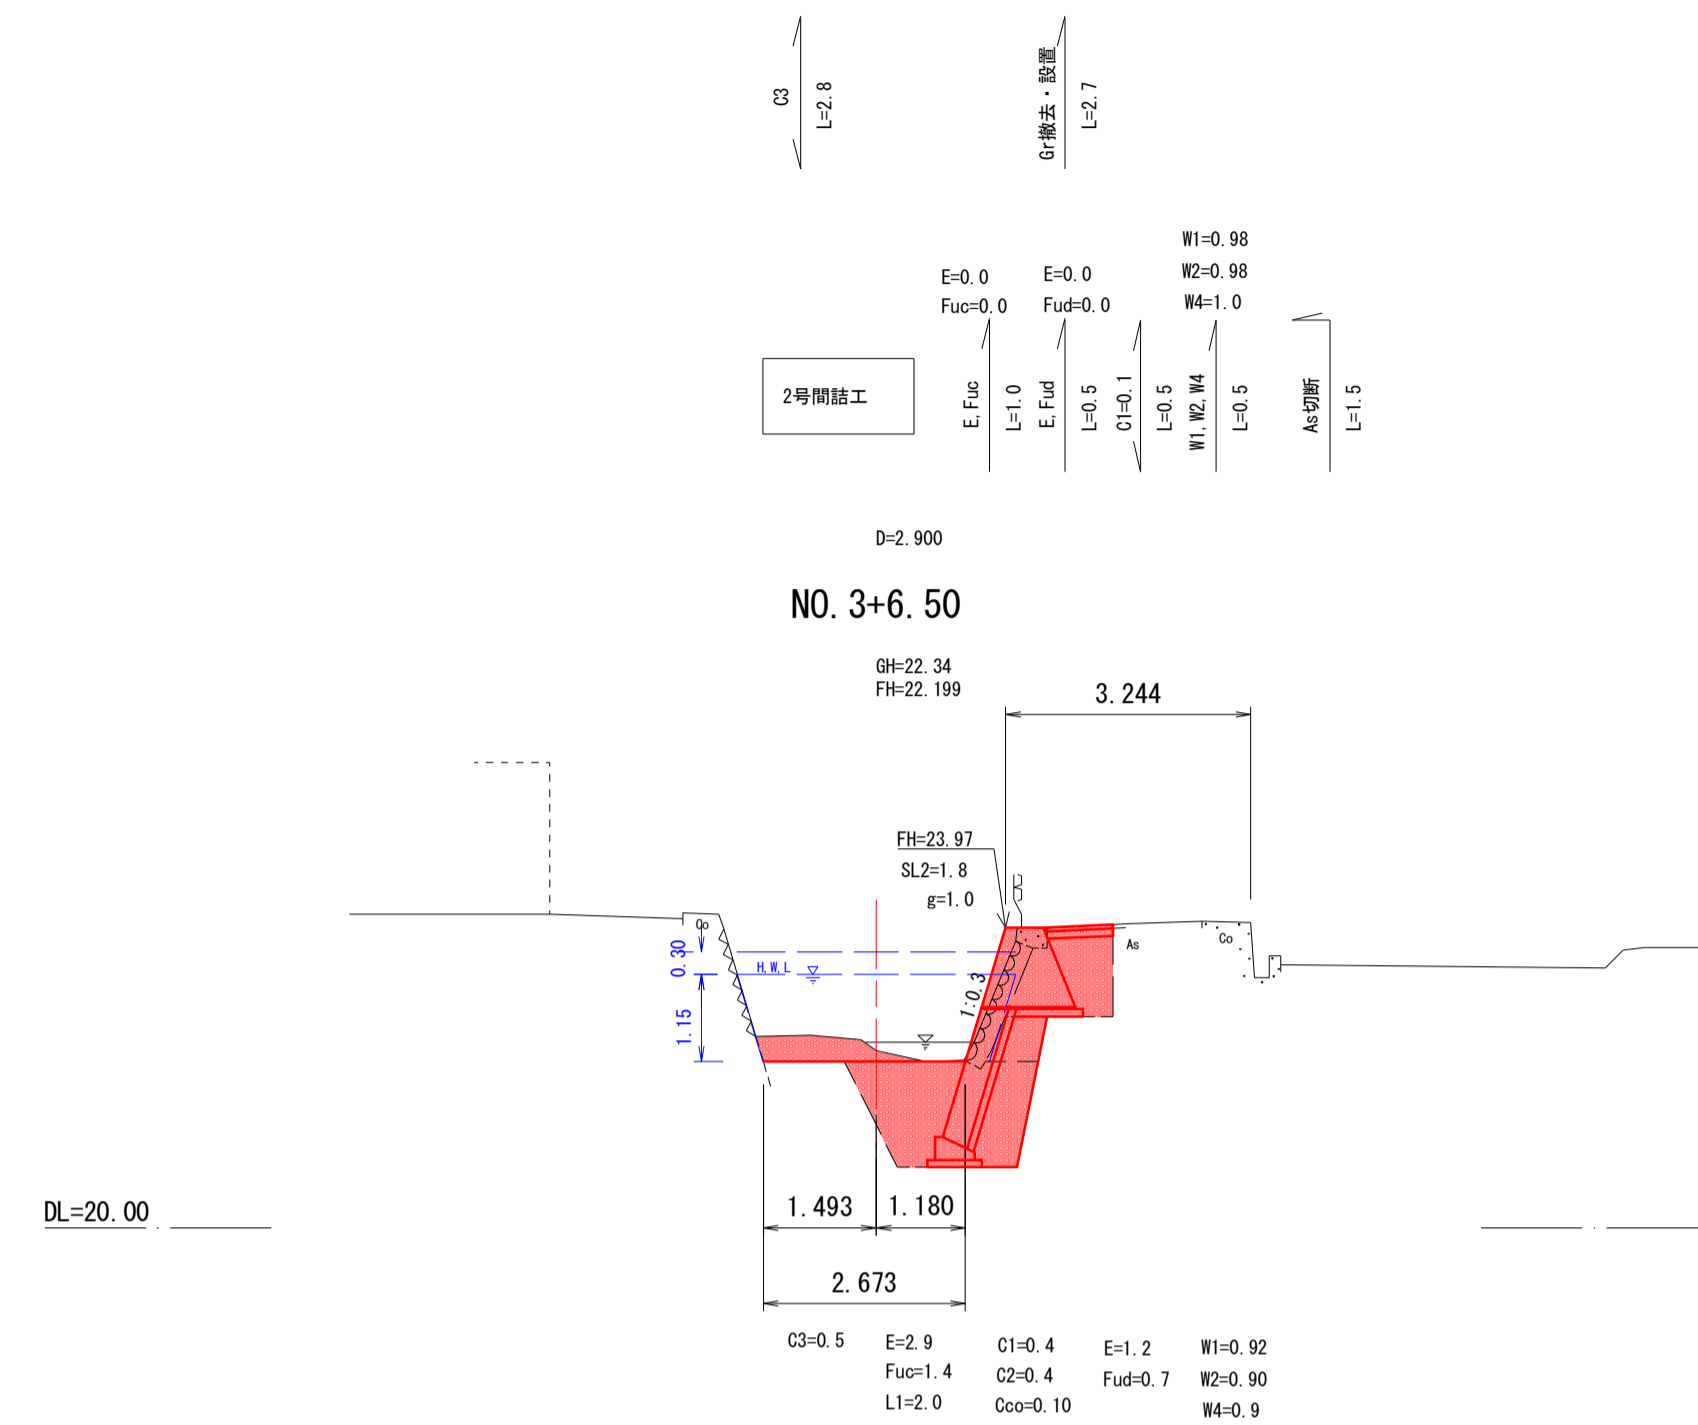 C3
L=2.8
Gr撤去・設置
L=2.7
W1=0.98
W2=0.98
W4=1.0
E=0.0
Fuc=0.0
E=0.0
Fud=0.0
2号間詰工
E,Fuc
L=1.0
E,Fud
L=0.5
C1=0.1
L=0.5
W1,W2,W4
L=0.5
As切断
L=1.5
D=2.900
NO.3+6.50
GH=22.34
FH=22.199
3.244
FH=23.97
SL2=1.8
g=1.0
Co
0.30
H,W,L
1.15
1:0.3
As
Co
DL=20.00
1.493
1.180
2.673
C3=0.5
E=2.9
Fuc=1.4
L1=2.0
C1=0.4
C2=0.4
Cco=0.10
E=1.2
Fud=0.7
W1=0.92
W2=0.90
W4=0.9